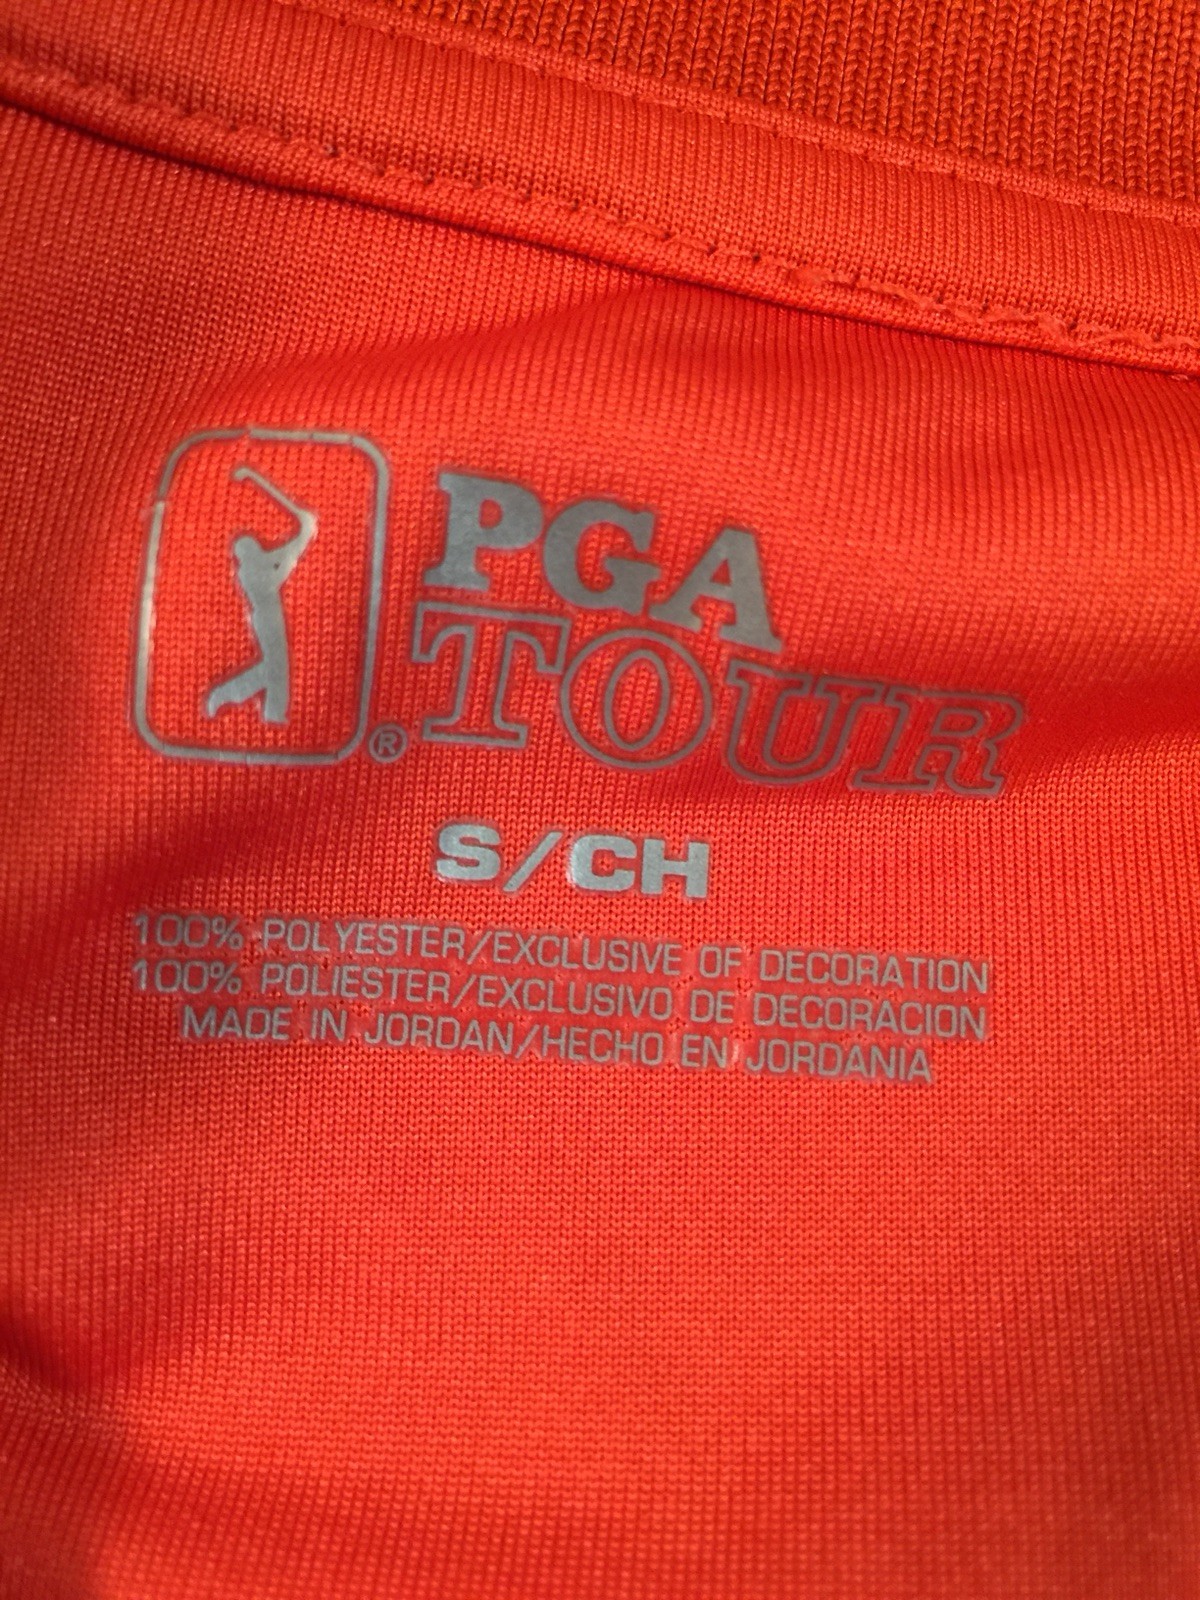 PGA
TOUR
®
S/CH
100% POLYESTER/EXCLUSIVE OF DECORATION
100% POLIESTER/EXCLUSIVO DE DECORACION
MADE IN JORDAN/HECHO EN JORDANIA